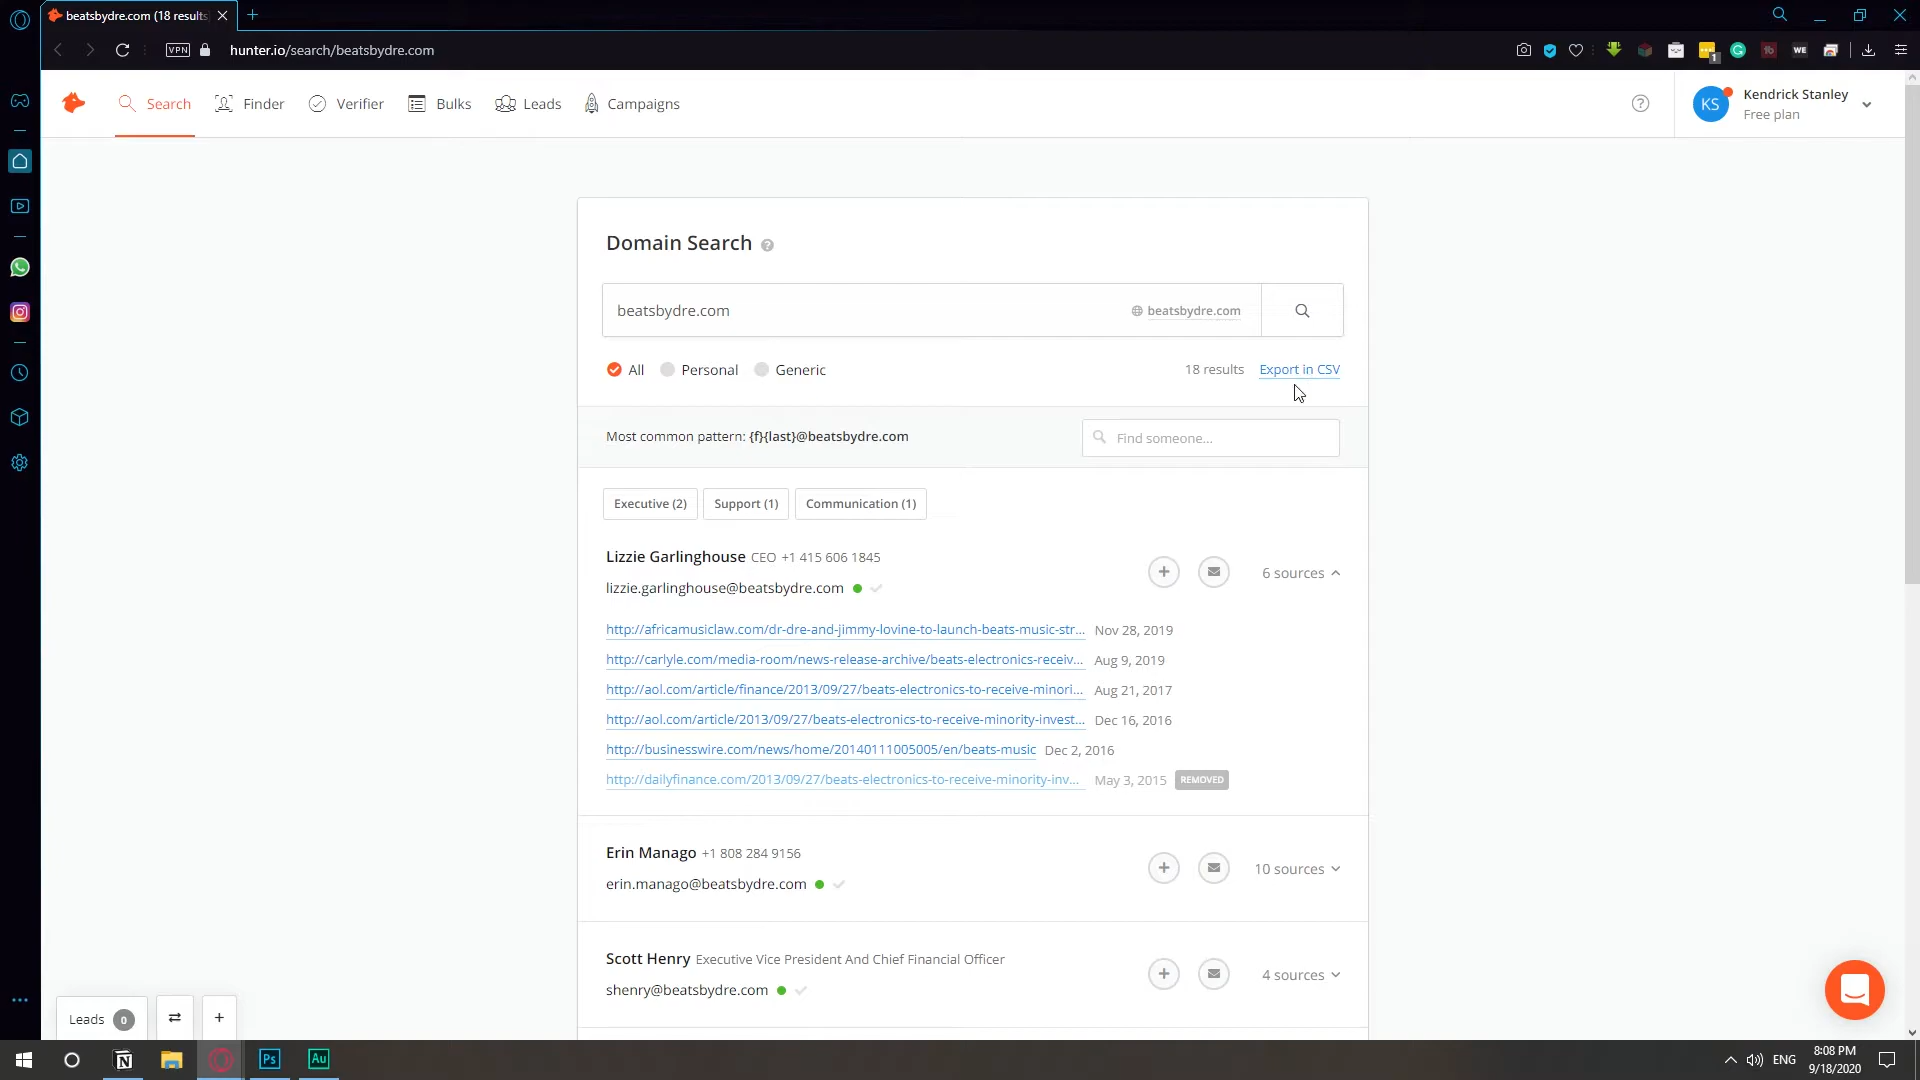 beatsbydre.com (18 results)
VPN
hunter.io/search/beatsbydre.com
1
WE
Search
Finder
Verifier
Bulks
Leads
Campaigns
?
KS
Kendrick Stanley
Free plan
Domain Search ?
beatsbydre.com
beatsbydre.com
All
Personal
Generic
18 results
Export in CSV
Most common pattern: {f}{last}@beatsbydre.com
Find someone...
Executive (2)
Support (1)
Communication (1)
Lizzie Garlinghouse CEO +1 415 606 1845
lizzie.garlinghouse@beatsbydre.com
6 sources
http://africamusiclaw.com/dr-dre-and-jimmy-iovine-to-launch-beats-music-str... Nov 28, 2019
http://carlyle.com/media-room/news-release-archive/beats-electronics-receiv... Aug 9, 2019
http://aol.com/article/finance/2013/09/27/beats-electronics-to-receive-minori... Aug 21, 2017
http://aol.com/article/2013/09/27/beats-electronics-to-receive-minority-invest... Dec 16, 2016
http://businesswire.com/news/home/20140111005005/en/beats-music Dec 2, 2016
http://dailyfinance.com/2013/09/27/beats-electronics-to-receive-minority-inv... May 3, 2015 REMOVED
Erin Manago +1 808 284 9156
erin.manago@beatsbydre.com
10 sources
Scott Henry Executive Vice President And Chief Financial Officer
shenry@beatsbydre.com
4 sources
Leads 0
Ps
Au
ENG
8:08 PM
9/18/2020